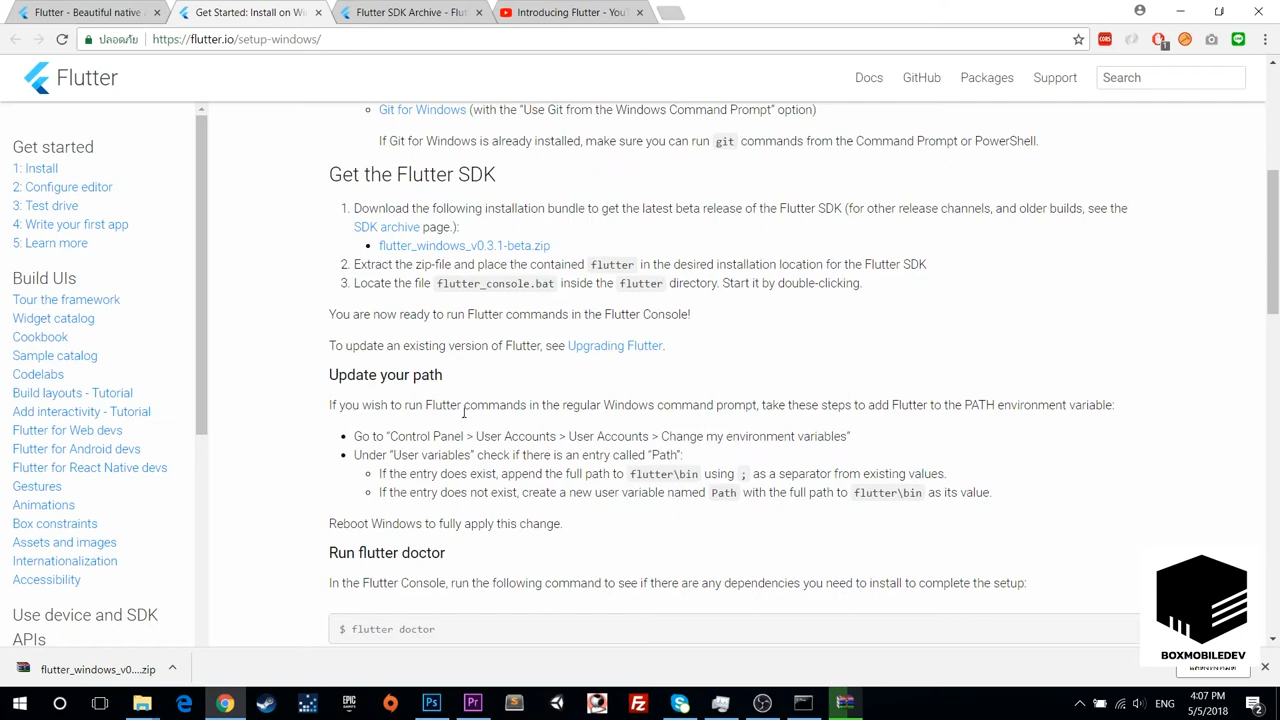 Flutter - Beautiful native
Get Started: Install on Wi
Flutter SDK Archive - Flut
Introducing Flutter - You
ปลอดภัย
https://flutter.io/setup-windows/
CORS
1
Flutter
Docs
GitHub
Packages
Support
Search
Get started
1: Install
2: Configure editor
3: Test drive
4: Write your first app
5: Learn more
Build UIs
Tour the framework
Widget catalog
Cookbook
Sample catalog
Codelabs
Build layouts - Tutorial
Add interactivity - Tutorial
Flutter for Web devs
Flutter for Android devs
Flutter for React Native devs
Gestures
Animations
Box constraints
Assets and images
Internationalization
Accessibility
Use device and SDK
APIs
Git for Windows (with the “Use Git from the Windows Command Prompt” option)
If Git for Windows is already installed, make sure you can run git commands from the Command Prompt or PowerShell.
Get the Flutter SDK
1. Download the following installation bundle to get the latest beta release of the Flutter SDK (for other release channels, and older builds, see the
SDK archive page.):
flutter_windows_v0.3.1-beta.zip
2. Extract the zip-file and place the contained flutter in the desired installation location for the Flutter SDK
3. Locate the file flutter_console.bat inside the flutter directory. Start it by double-clicking.
You are now ready to run Flutter commands in the Flutter Console!
To update an existing version of Flutter, see Upgrading Flutter.
Update your path
If you wish to run Flutter commands in the regular Windows command prompt, take these steps to add Flutter to the PATH environment variable:
Go to “Control Panel > User Accounts > User Accounts > Change my environment variables”
Under “User variables” check if there is an entry called “Path”:
If the entry does exist, append the full path to flutter\bin using ; as a separator from existing values.
If the entry does not exist, create a new user variable named Path with the full path to flutter\bin as its value.
Reboot Windows to fully apply this change.
Run flutter doctor
In the Flutter Console, run the following command to see if there are any dependencies you need to install to complete the setup:
$ flutter doctor
BOXMOBILEDEV
flutter_windows_v0....zip
EPIC
GAMES
Ps
Pr
S
Fz
ENG
4:07 PM
5/5/2018
2